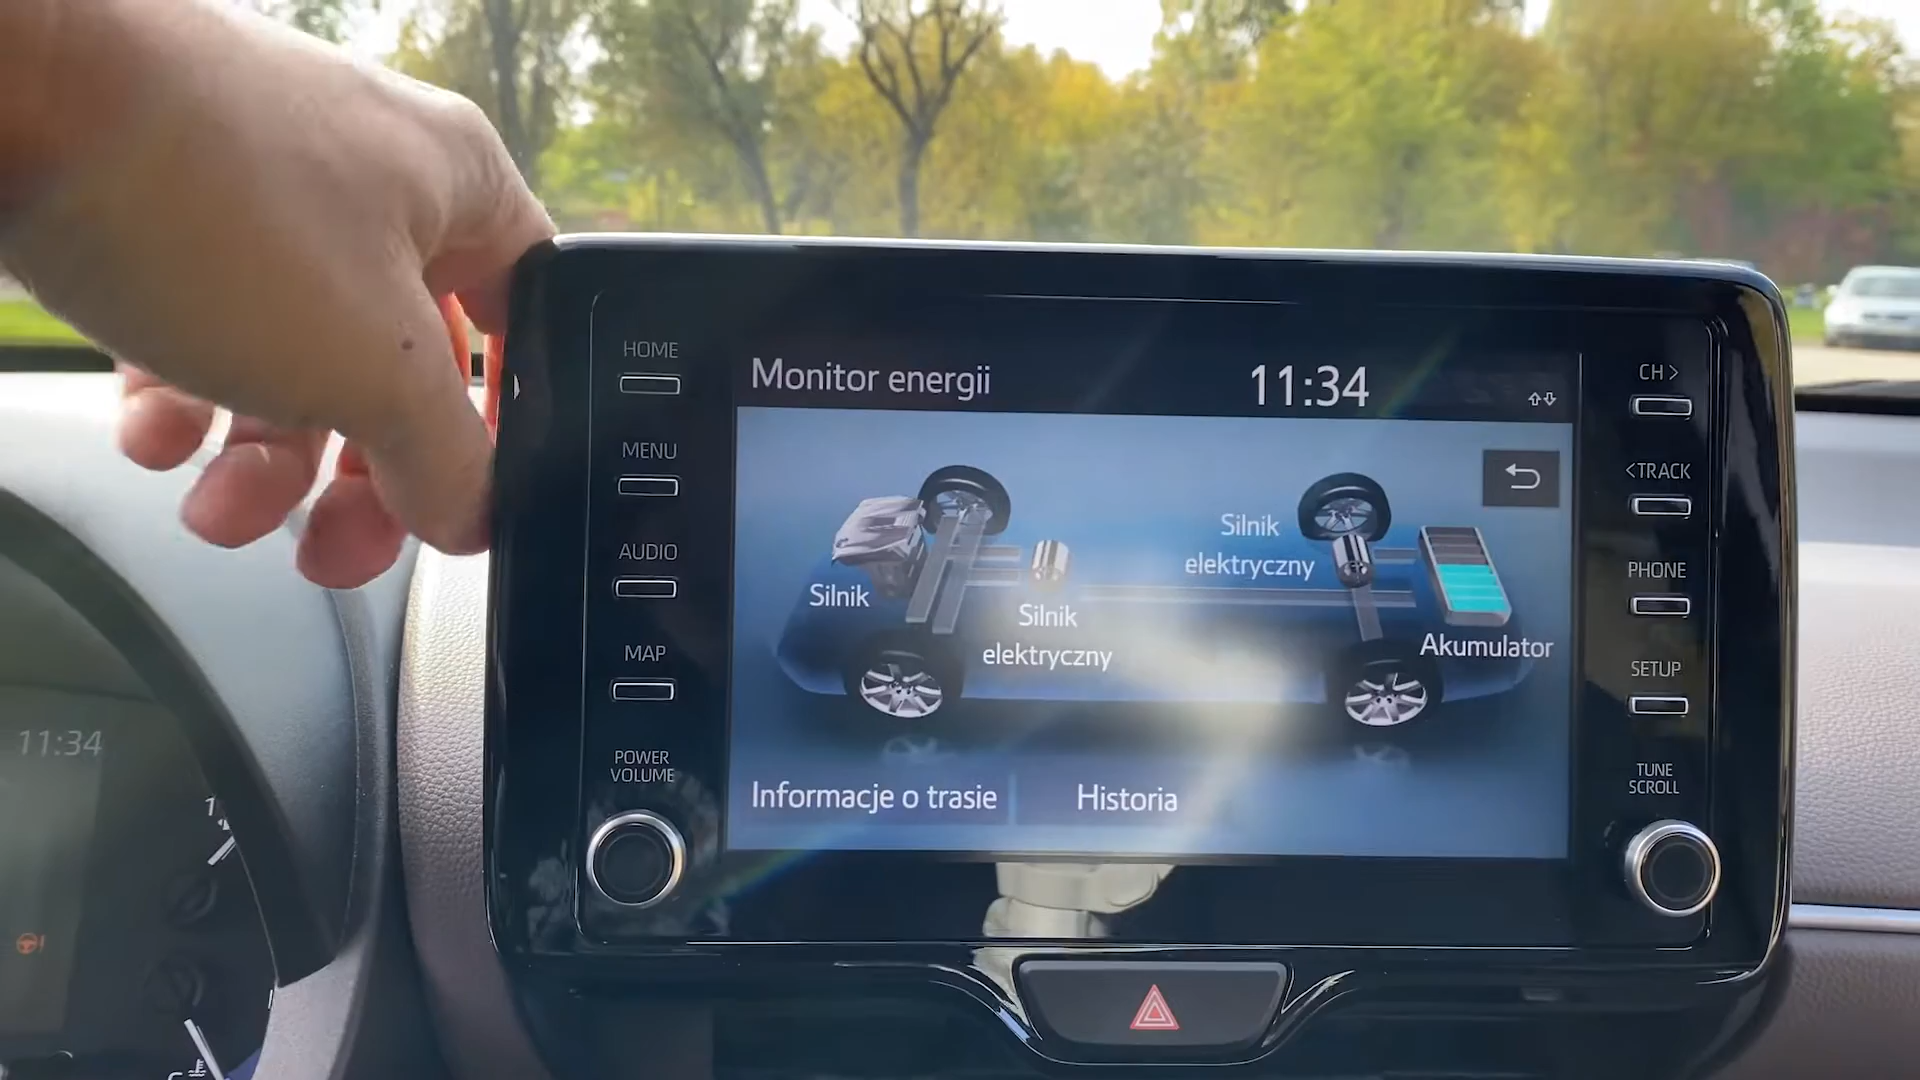 HOME
MENU
AUDIO
MAP
POWER
VOLUME
Monitor energii
11:34
Silnik
Silnik
elektryczny
Silnik
elektryczny
Akumulator
Informacje o trasie
Historia
CH >
<TRACK
PHONE
SETUP
TUNE
SCROLL
11:34